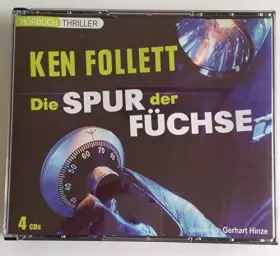 HÖRBUCH THRILLER
KEN FOLLETT
Die SPUR der
FÜCHSE
4 CDs
Gelesen von Gerhart Hinze